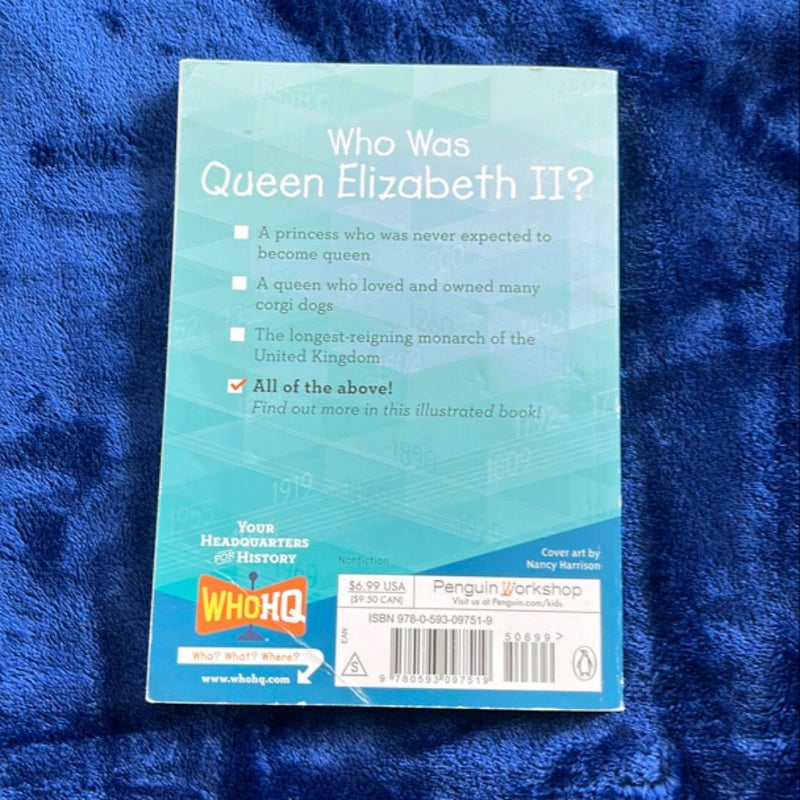 Who Was
Queen Elizabeth II?
A princess who was never expected to
become queen
A queen who loved and owned many
corgi dogs
The longest-reigning monarch of the
United Kingdom
All of the above!
Find out more in this illustrated book!
1890
1609
1919
YOUR
HEADQUARTERS
FOR HISTORY
WHOHQ
Who? What? Where?
www.whohq.com
Nonfiction
Cover art by
Nancy Harrison
$6.99 USA
($9.50 CAN)
Penguin Workshop
Visit us at Penguin.com/kids
ISBN 978-0-593-09751-9
EAN
S
50699>
9 780593 097519